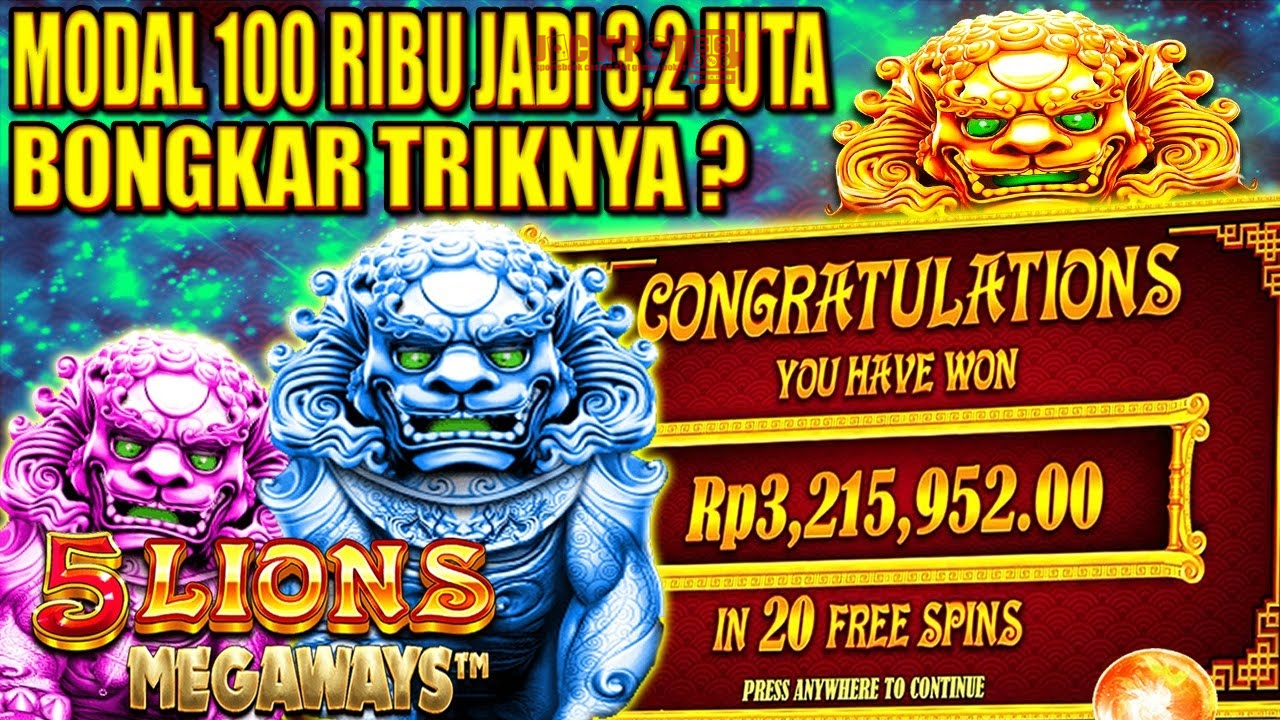 MODAL 100 RIBU JADI 3,2 JUTA
BONGKAR TRIKNYA ?
CONGRATULATIONS
YOU HAVE WON
Rp3,215,952.00
IN 20 FREE SPINS
PRESS ANYWHERE TO CONTINUE
5 LIONS
MEGAWAYS™